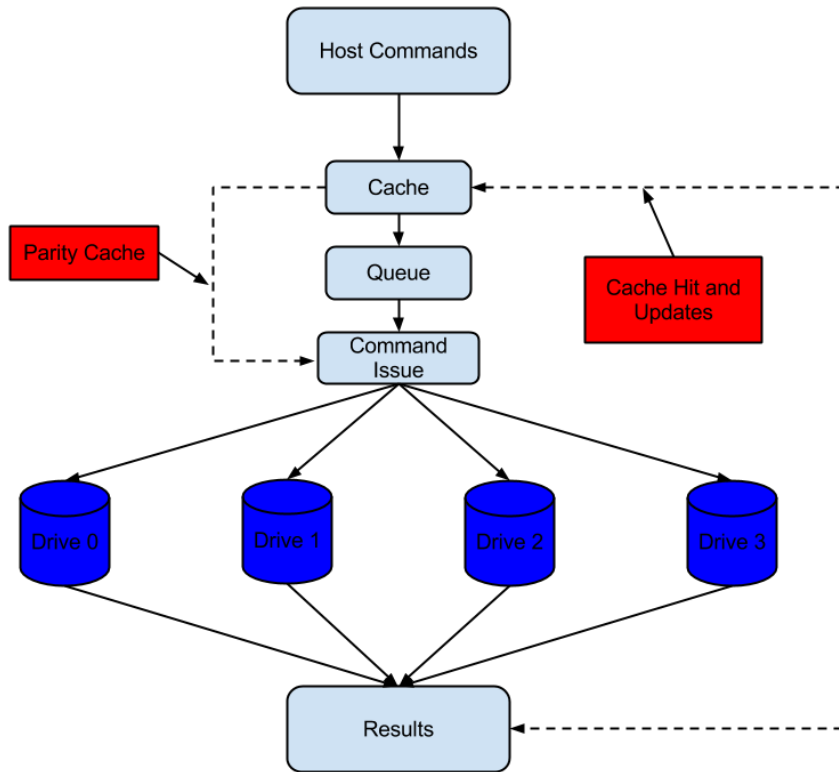 Host Commands
Cache
Parity Cache
Queue
Cache Hit and
Updates
Command
Issue
Drive 0
Drive 1
Drive 2
Drive 3
Results